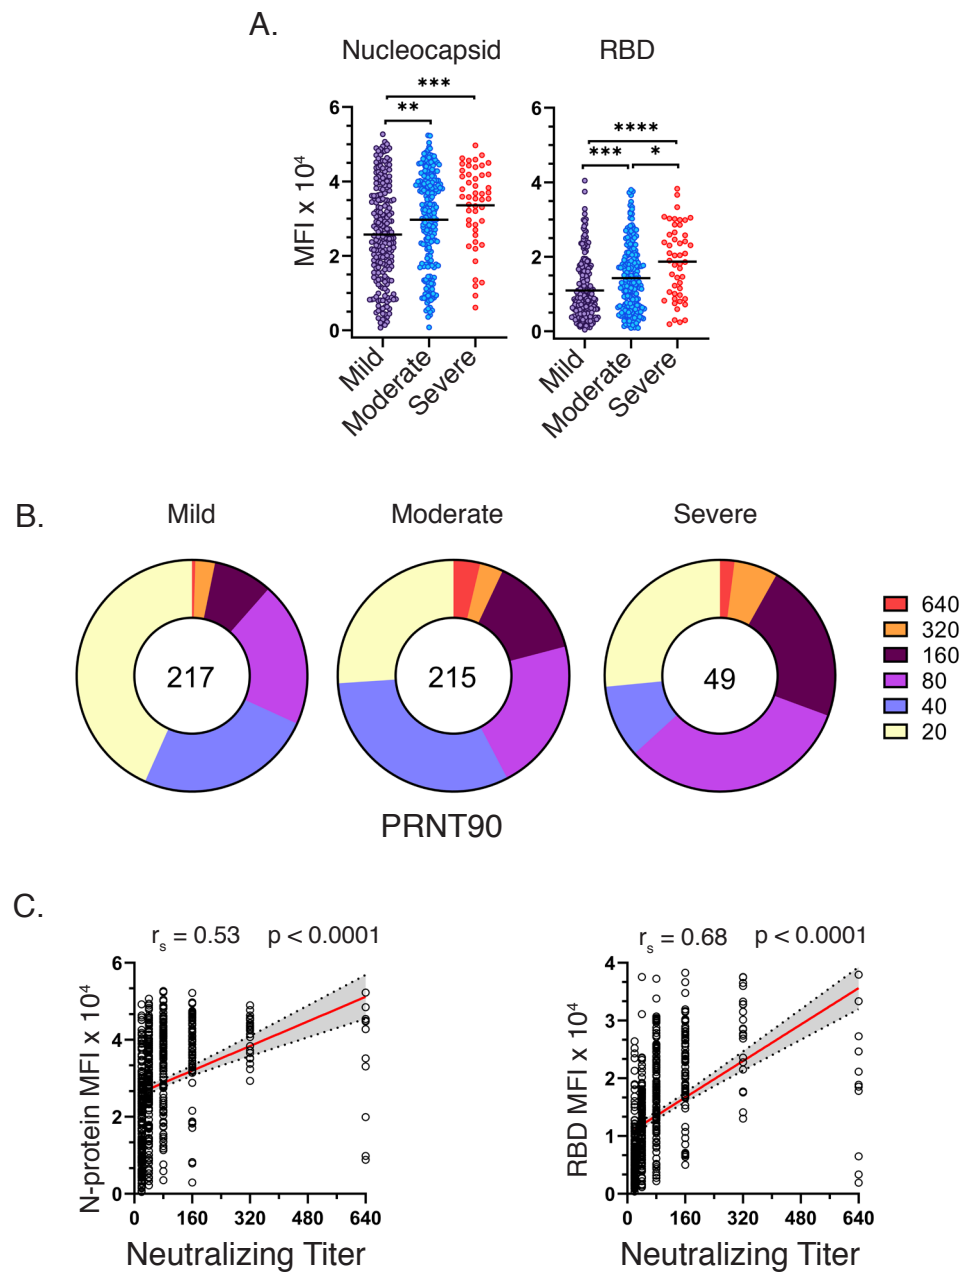 A.
Nucleocapsid RBD
***
**
****
*** *
MFI x 10⁴
6
4
2
0
6
4
2
0
Mild
Moderate
Severe
Mild
Moderate
Severe
B.
Mild Moderate Severe
217
215
49
640
320
160
80
40
20
PRNT90
C.
rₛ = 0.53 p < 0.0001
N-protein MFI x 10⁴
6
4
2
0
0 160 320 480 640
Neutralizing Titer
rₛ = 0.68 p < 0.0001
RBD MFI x 10⁴
4
3
2
1
0
0 160 320 480 640
Neutralizing Titer